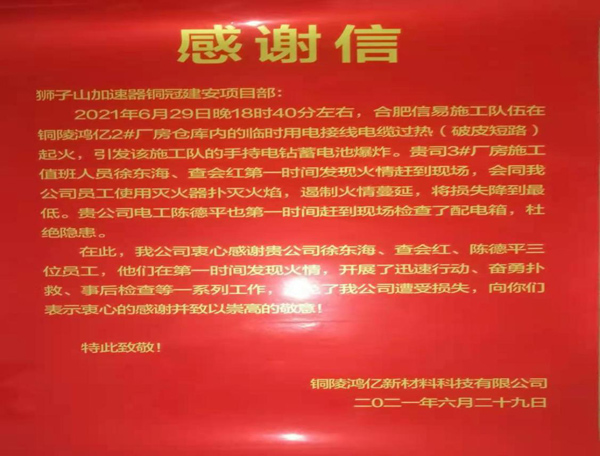 感谢信
狮子山加速器铜冠建安项目部：
2021年6月29日晚18时40分左右，合肥信易施工队伍在
铜陵鸿亿2#厂房仓库内的临时用电接线电缆过热（破皮短路）
起火，引发该施工队的手持电钻蓄电池爆炸。贵司3#厂房施工
值班人员徐东海、查会红第一时间发现火情赶到现场，会同我
公司员工使用灭火器扑灭火焰，遏制火情蔓延，将损失降到最
低。贵公司电工陈德平也第一时间赶到现场检查了配电箱，杜
绝隐患。
在此，我公司衷心感谢贵公司徐东海、查会红、陈德平三
位员工，他们在第一时间发现火情，开展了迅速行动、奋勇扑
救、事后检查等一系列工作，了我公司遭受损失，向你们
表示衷心的感谢并致以崇高的敬意！
特此致敬！
铜陵鸿亿新材料科技有限公司
二〇二一年六月二十九日